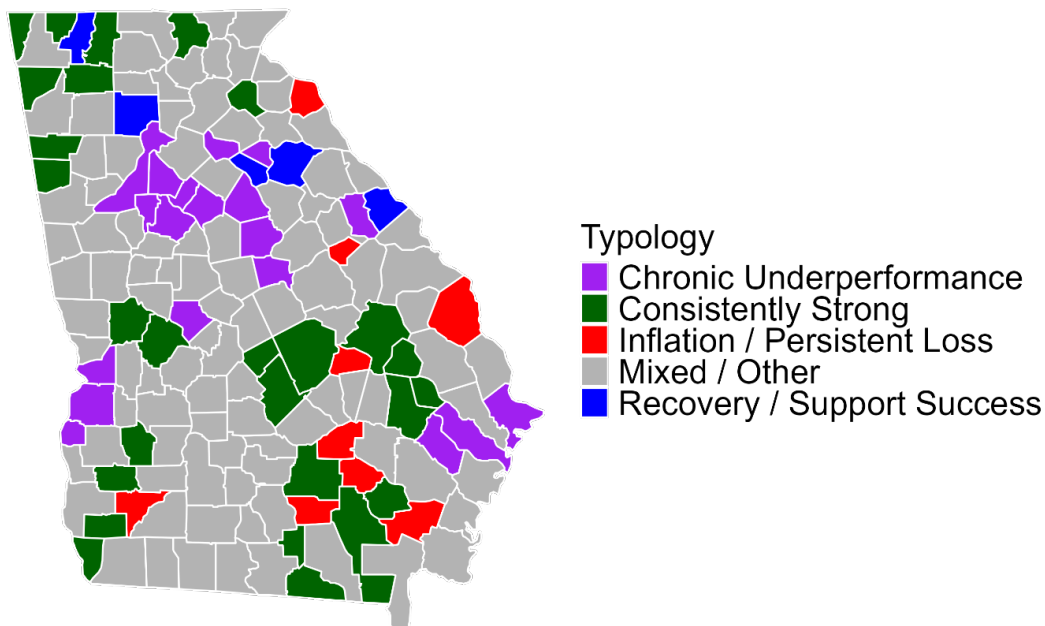 Typology
Chronic Underperformance
Consistently Strong
Inflation / Persistent Loss
Mixed / Other
Recovery / Support Success